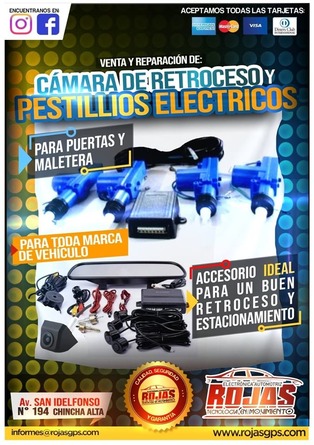 ENCUENTRANOS EN
ACEPTAMOS TODAS LAS TARJETAS:
VISA
VENTA Y REPARACIÓN DE:
CÁMARA DE RETROCESO Y
PESTILLIOS ELECTRICOS
PARA PUERTAS Y
MALETERA
PARA TODA MARCA
DE VEHÍCULO
ACCESORIO IDEAL
PARA UN BUEN
RETROCESO Y
ESTACIONAMIENTO
CALIDAD, SEGURIDAD
ROJAS
Y GARANTÍA
ELECTRÓNICA AUTOMOTRIZ
ROJAS
TECNOLOGÍA EN MOVIMIENTO
Av. SAN IDELFONSO
N° 194 CHINCHA ALTA
informes@rojasgps.com
www.rojasgps.com